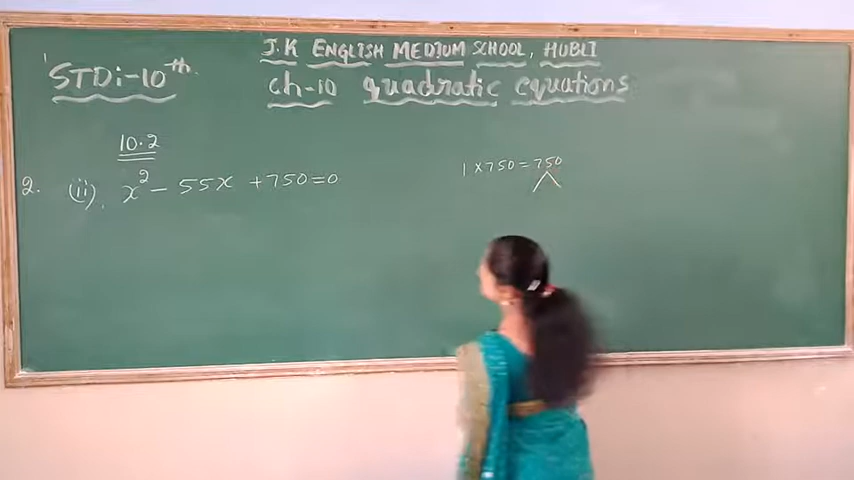 J.K ENGLISH MEDIUM SCHOOL, HUBLI
STD:-10th.
ch-10 quadratic equations
10.2
2. (ii). x² - 55x + 750 = 0
1 × 750 = 750